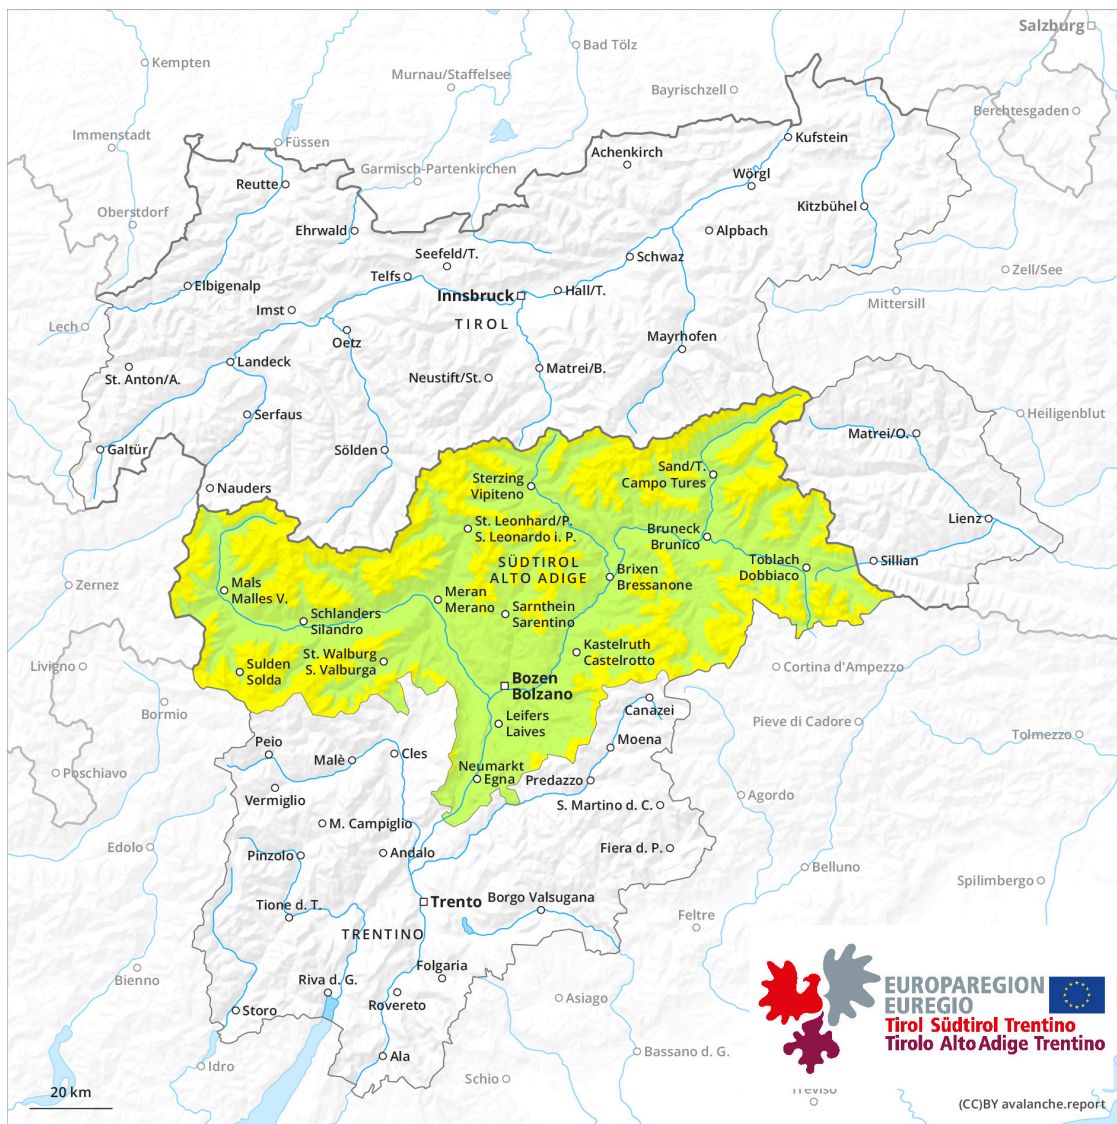 Salzburg
Bad Tölz
Kempten
Murnau/Staffelsee
Bayrischzell
Berchtesgaden
Immenstadt
Füssen
Kufstein
Achenkirch
Garmisch-Partenkirchen
Wörgl
Reutte
Kitzbühel
Oberstdorf
Ehrwald
Alpbach
Seefeld/T.
Schwaz
Telfs
Zell/See
Elbigenalp
Innsbruck
Hall/T.
Mittersill
Imst
TIROL
Lech
Oetz
Mayrhofen
Landeck
Matrei/B.
St. Anton/A.
Neustift/St.
Serfaus
Heiligenblut
Matrei/O.
Galtür
Sölden
Sterzing
Vipiteno
Sand/T.
Campo Tures
Nauders
St. Leonhard/P.
S. Leonardo i. P.
Bruneck
Brunico
Lienz
SÜDTIROL
ALTO ADIGE
Toblach
Dobbiaco
Sillian
Brixen
Bressanone
Zernez
Mals
Malles V.
Meran
Merano
Sarnthein
Sarentino
Schlanders
Silandro
Kastelruth
Castelrotto
St. Walburg
S. Valburga
Livigno
Sulden
Solda
Cortina d'Ampezzo
Bozen
Bolzano
Bormio
Canazei
Leifers
Laives
Pieve di Cadore
Tolmezzo
Peio
Moena
Malè
Cles
Poschiavo
Neumarkt
Egna
Predazzo
Vermiglio
Agordo
S. Martino d. C.
M. Campiglio
Edolo
Pinzolo
Andalo
Fiera d. P.
Belluno
Spilimbergo
Tione d. T.
Trento
Borgo Valsugana
Feltre
TRENTINO
Folgaria
Bienno
Riva d. G.
Rovereto
Asiago
Storo
EUROPAREGION
EUREGIO
Tirol Südtirol Trentino
Tirolo Alto Adige Trentino
Ala
Idro
Bassano d. G.
Schio
Treviso
20 km
(CC)BY avalanche.report